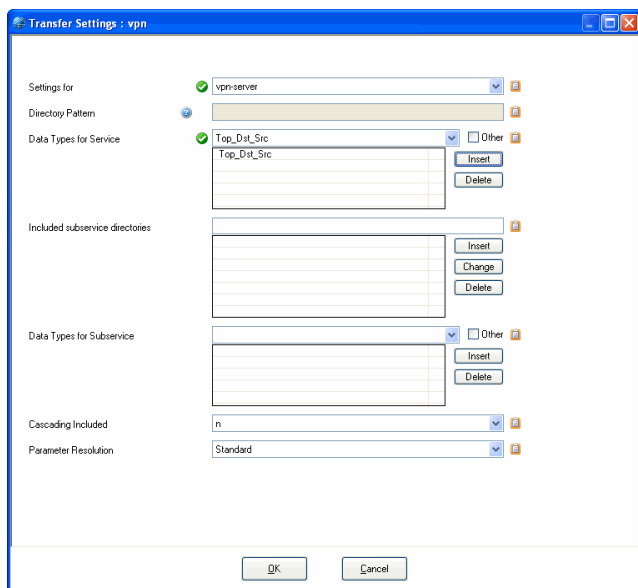 Transfer Settings : vpn
Settings for vpn-server
Directory Pattern
Data Types for Service Top_Dst_Src Other
Top_Dst_Src Insert
Delete
Included subservice directories
Insert
Change
Delete
Data Types for Subservice Other
Insert
Delete
Cascading Included n
Parameter Resolution Standard
OK Cancel